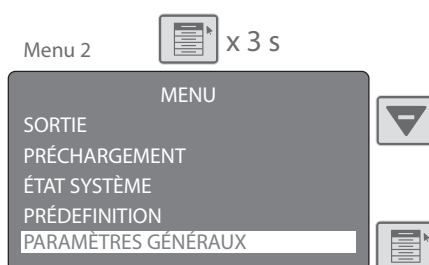 Menu 2
x 3 s
MENU
SORTIE
PRÉCHARGEMENT
ÉTAT SYSTÈME
PRÉDEFINITION
PARAMÈTRES GÉNÉRAUX